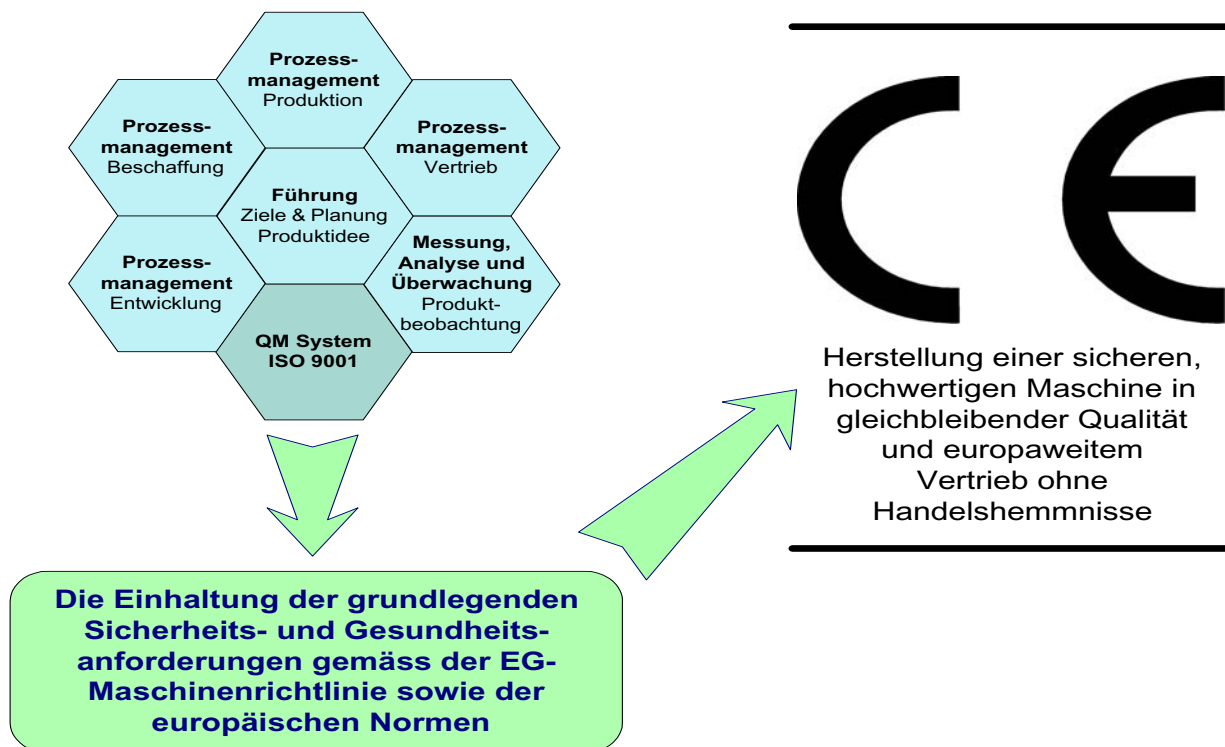 Prozess-
management
Produktion
Prozess-
management
Beschaffung
Prozess-
management
Vertrieb
Führung
Ziele & Planung
Produktidee
Prozess-
management
Entwicklung
Messung,
Analyse und
Überwachung
Produkt-
beobachtung
QM System
ISO 9001
CE
Herstellung einer sicheren,
hochwertigen Maschine in
gleichbleibender Qualität
und europaweitem
Vertrieb ohne
Handelshemmnisse
Die Einhaltung der grundlegenden
Sicherheits- und Gesundheits-
anforderungen gemäss der EG-
Maschinenrichtlinie sowie der
europäischen Normen